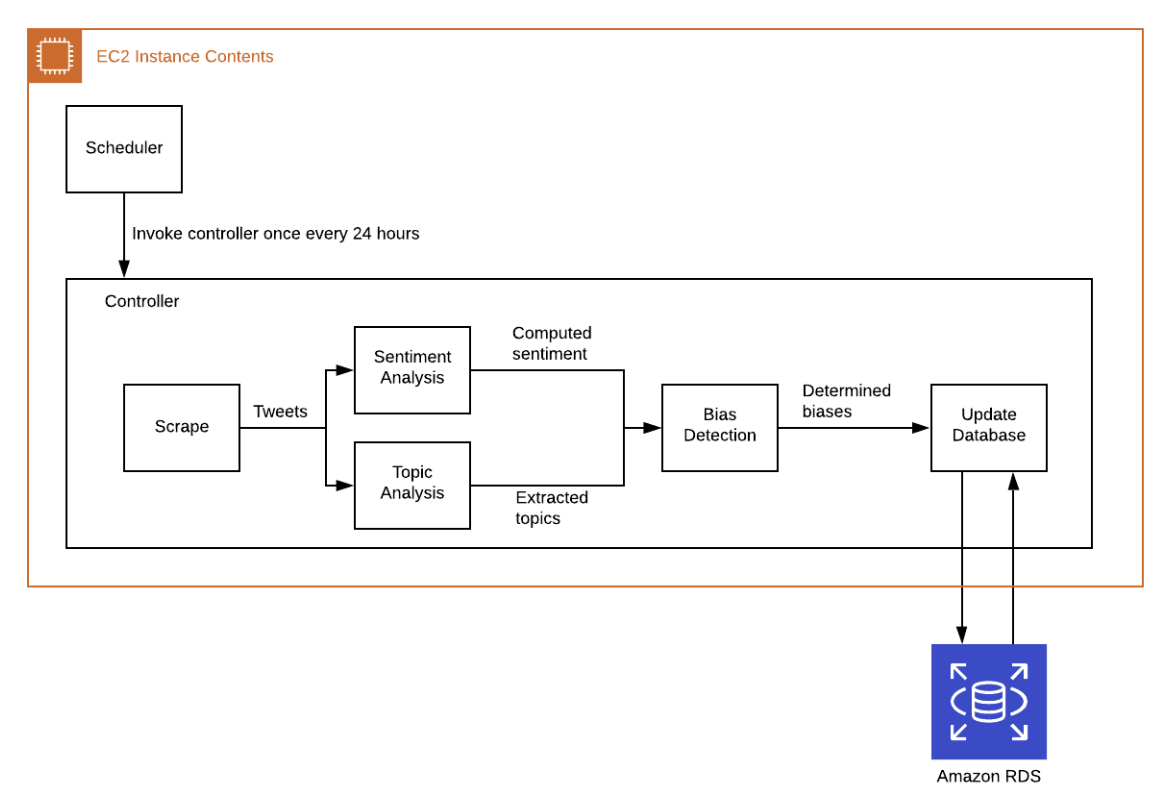 EC2 Instance Contents
Scheduler
Invoke controller once every 24 hours
Controller
Scrape
Tweets
Sentiment
Analysis
Topic
Analysis
Computed
sentiment
Extracted
topics
Bias
Detection
Determined
biases
Update
Database
Amazon RDS